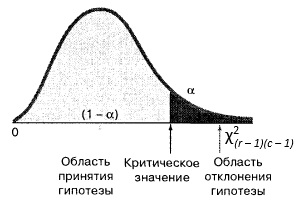 α
(1 – α)
0
χ²(r – 1)(c – 1)
Область принятия гипотезы
Критическое значение
Область отклонения гипотезы